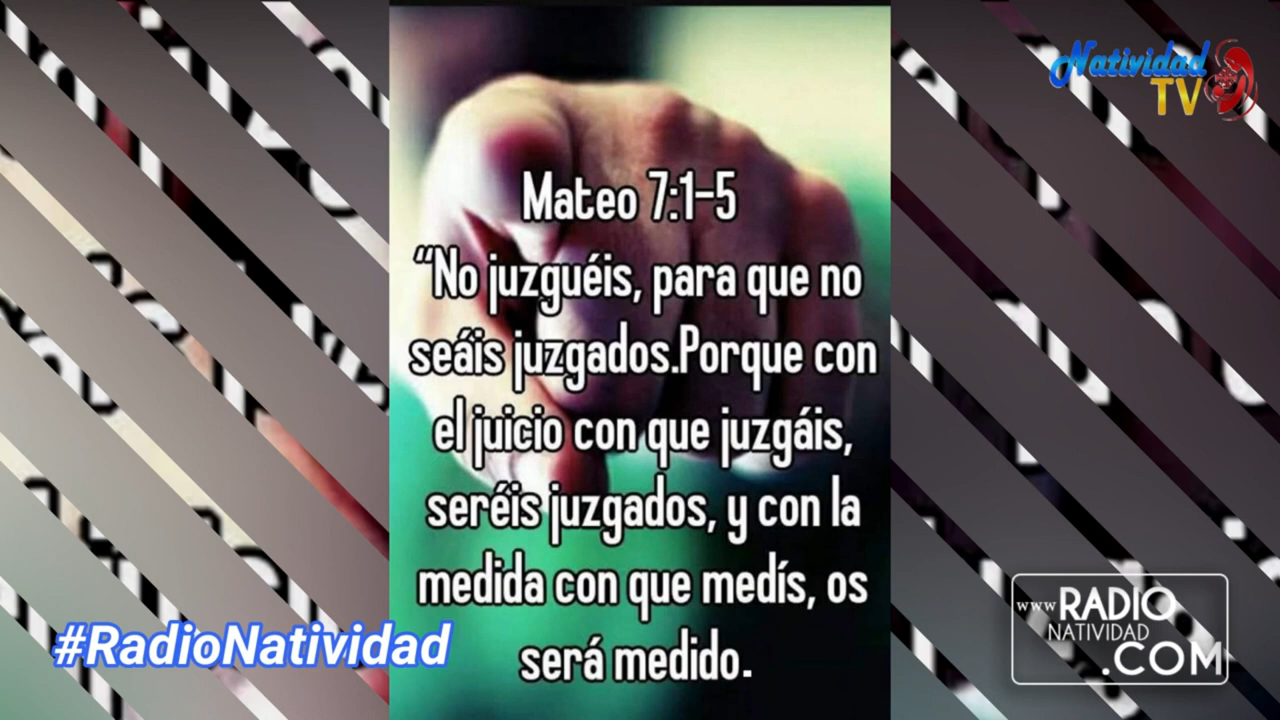 Natividad
TV
Mateo 7:1-5
“No juzguéis, para que no
seáis juzgados.Porque con
el juicio con que juzgáis,
seréis juzgados, y con la
medida con que medís, os
será medido.
#RadioNatividad
www RADIO
NATIVIDAD
.COM